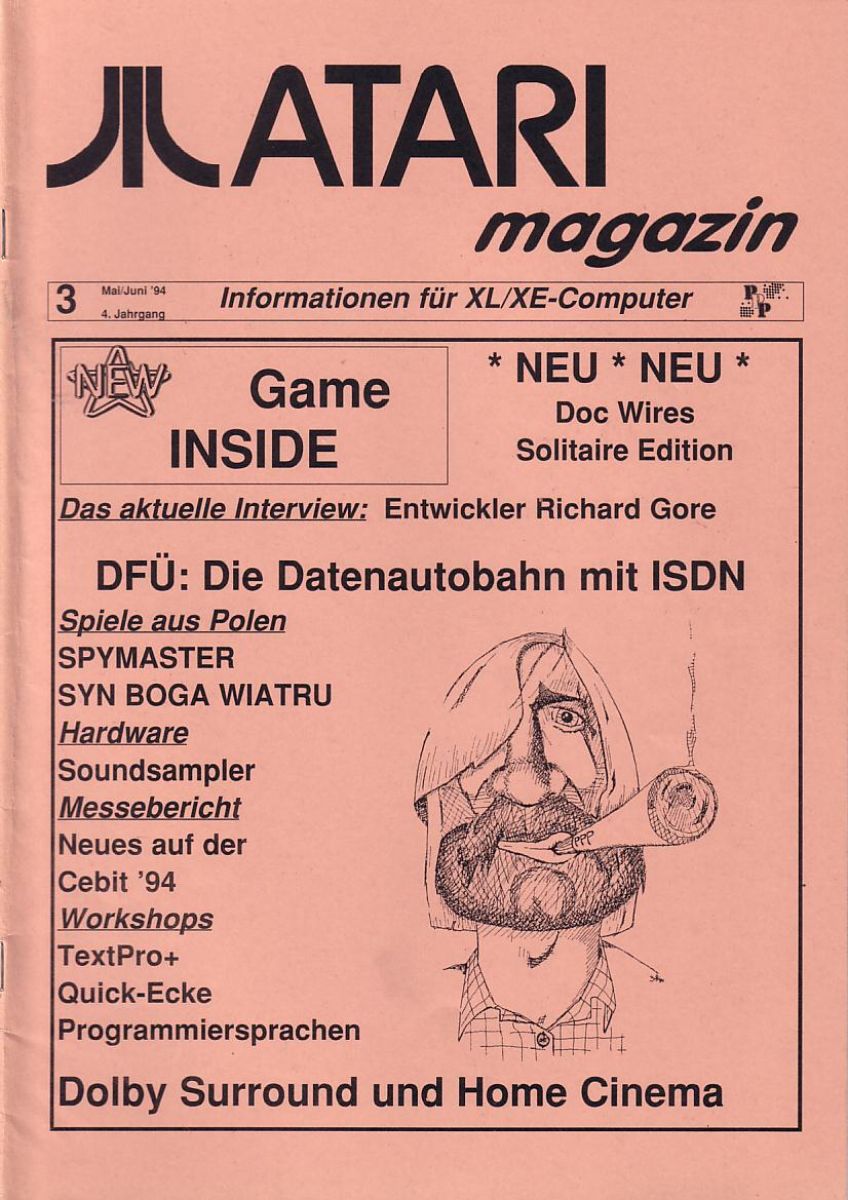 ATARI
magazin
3 Mai/Juni '94
4. Jahrgang
Informationen für XL/XE-Computer
PDP
NEW
Game
INSIDE
* NEU * NEU *
Doc Wires
Solitaire Edition
Das aktuelle Interview: Entwickler Richard Gore
DFÜ: Die Datenautobahn mit ISDN
Spiele aus Polen
SPYMASTER
SYN BOGA WIATRU
Hardware
Soundsampler
Messebericht
Neues auf der
Cebit '94
Workshops
TextPro+
Quick-Ecke
Programmiersprachen
PPP
Dolby Surround und Home Cinema